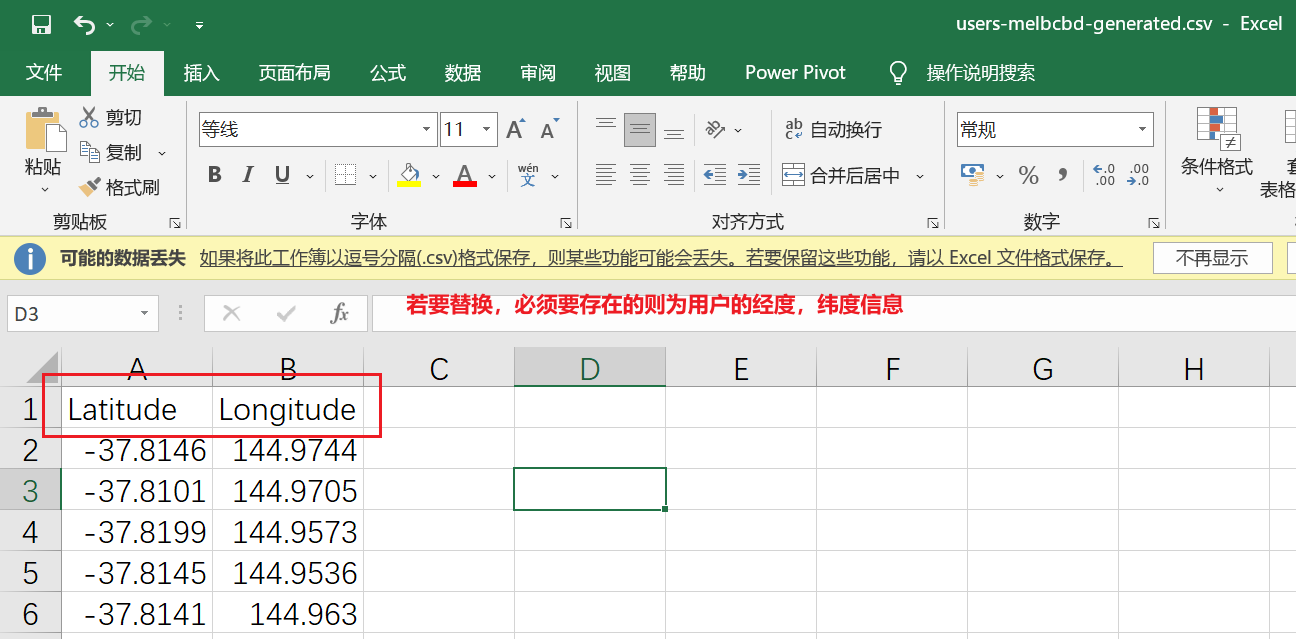 users-melbcbd-generated.csv - Excel
文件 开始 插入 页面布局 公式 数据 审阅 视图 帮助 Power Pivot 操作说明搜索
剪切
复制
格式刷
粘贴
剪贴板
等线 11
B I U A wén 文
字体
ab 自动换行
合并后居中
对齐方式
常规
% , .0 .00 .00 .0
数字
条件格式
套
表格
可能的数据丢失 如果将此工作簿以逗号分隔(.csv)格式保存，则某些功能可能会丢失。若要保留这些功能，请以 Excel 文件格式保存。 不再显示
D3 fx
若要替换，必须要存在的则为用户的经度，纬度信息
A B C D E F G H
1 Latitude Longitude
2 -37.8146 144.9744
3 -37.8101 144.9705
4 -37.8199 144.9573
5 -37.8145 144.9536
6 -37.8141 144.963